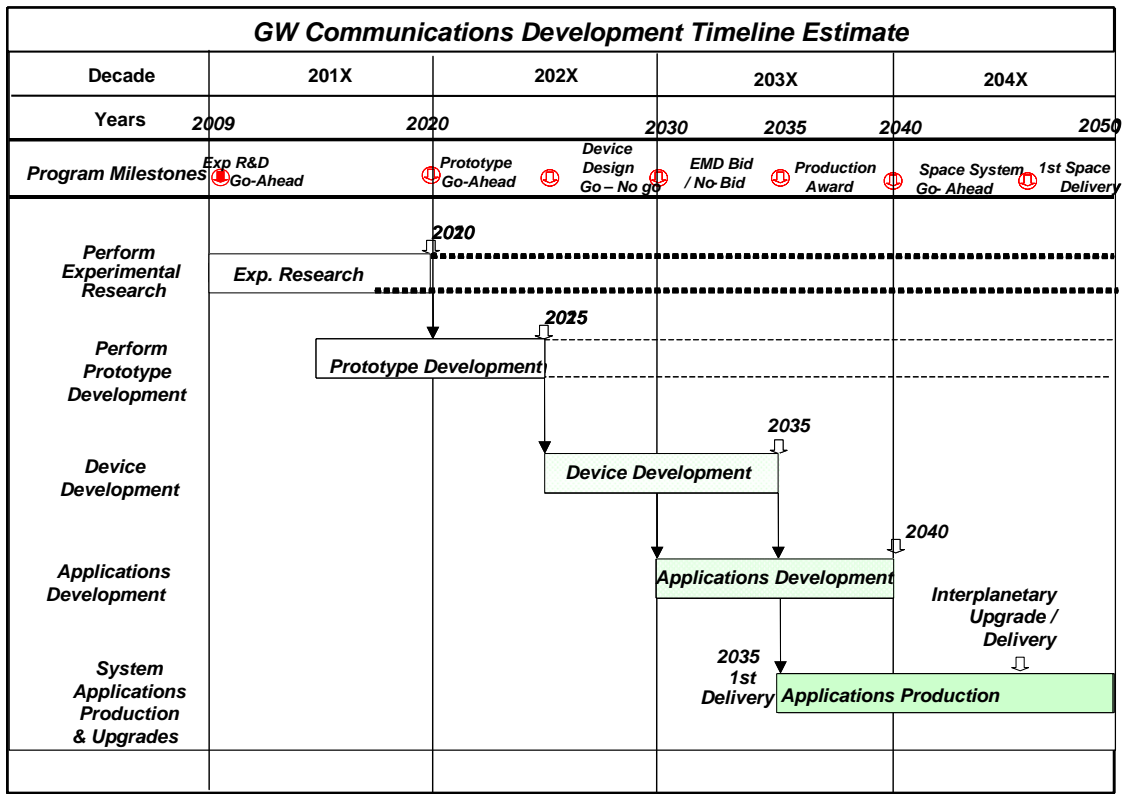 GW Communications Development Timeline Estimate
Decade 201X 202X 203X 204X
Years 2009 2020 2030 2035 2040 2050
Program Milestones
Exp R&D
Go-Ahead
Prototype
Go-Ahead
Device
Design
Go – No go
EMD Bid
/ No-Bid
Production
Award
Space System
Go- Ahead
1st Space
Delivery
Perform
Experimental
Research
Exp. Research
Perform
Prototype
Development
Prototype Development
2035
Device
Development
Device Development
2040
Applications
Development
Applications Development
Interplanetary
Upgrade /
Delivery
System
Applications
Production
& Upgrades
2035
1st
Delivery
Applications Production